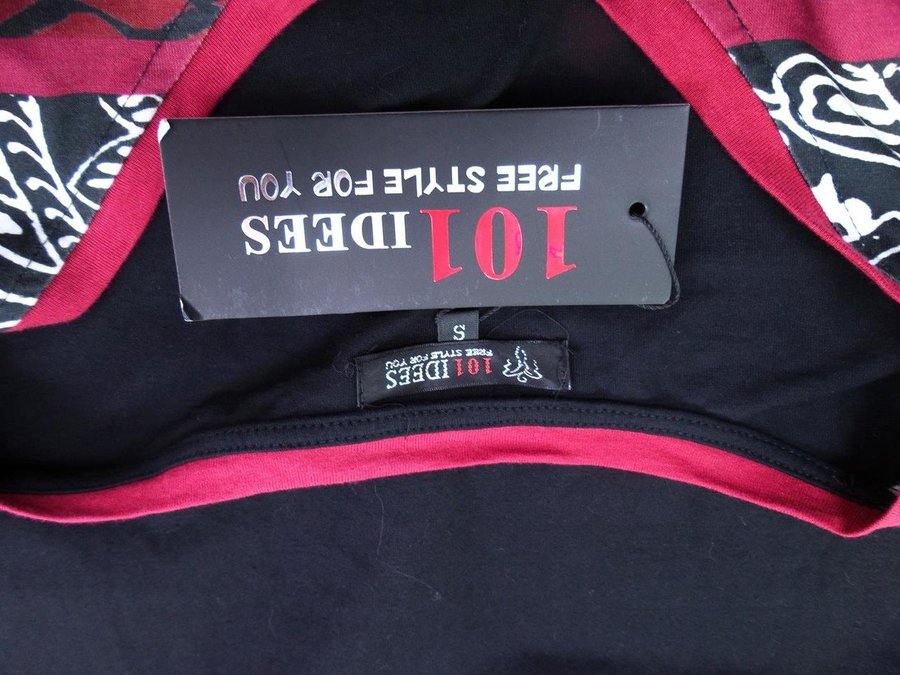 101 IDEES
FREE STYLE FOR YOU
S
101 IDEES
FREE STYLE
FOR YOU